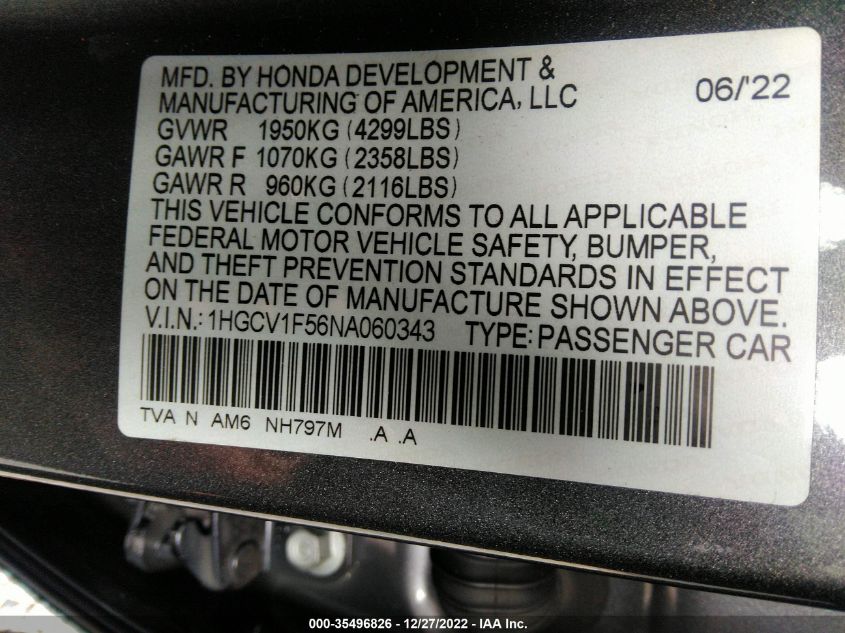 MFD. BY HONDA DEVELOPMENT &
MANUFACTURING OF AMERICA, LLC 06/'22
GVWR 1950KG (4299LBS)
GAWR F 1070KG (2358LBS)
GAWR R 960KG (2116LBS)
THIS VEHICLE CONFORMS TO ALL APPLICABLE
FEDERAL MOTOR VEHICLE SAFETY, BUMPER,
AND THEFT PREVENTION STANDARDS IN EFFECT
ON THE DATE OF MANUFACTURE SHOWN ABOVE.
V.I.N.: 1HGCV1F56NA060343 TYPE: PASSENGER CAR
TVA N AM6 NH797M .A .A
000-35496826 - 12/27/2022 - IAA Inc.